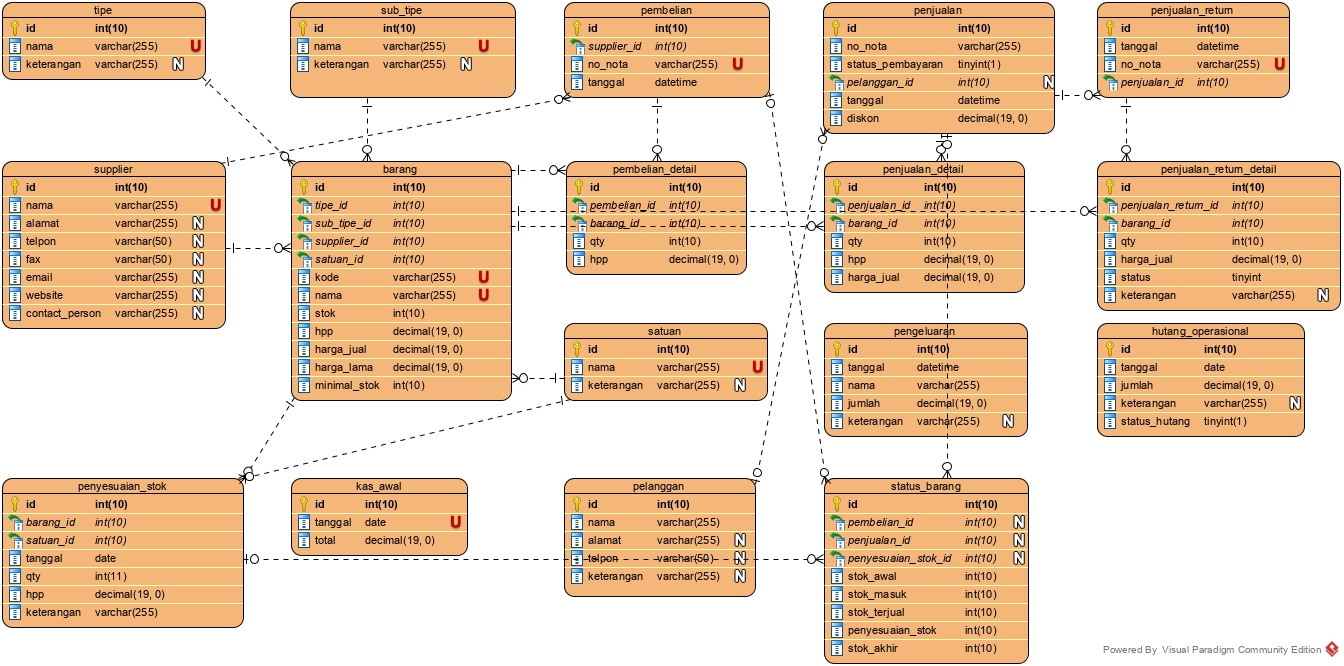 tipe
id int(10)
nama varchar(255) U
keterangan varchar(255) N
sub_tipe
id int(10)
nama varchar(255) U
keterangan varchar(255) N
pembelian
id int(10)
supplier_id int(10)
no_nota varchar(255) U
tanggal datetime
penjualan
id int(10)
no_nota varchar(255)
status_pembayaran tinyint(1)
pelanggan_id int(10) N
tanggal datetime
diskon decimal(19, 0)
penjualan_return
id int(10)
tanggal datetime
no_nota varchar(255) U
penjualan_id int(10)
supplier
id int(10)
nama varchar(255) U
alamat varchar(255) N
telpon varchar(50) N
fax varchar(50) N
email varchar(255) N
website varchar(255) N
contact_person varchar(255) N
barang
id int(10)
tipe_id int(10)
sub_tipe_id int(10)
supplier_id int(10)
satuan_id int(10)
kode varchar(255) U
nama varchar(255) U
stok int(10)
hpp decimal(19, 0)
harga_jual decimal(19, 0)
harga_lama decimal(19, 0)
minimal_stok int(10)
pembelian_detail
id int(10)
pembelian_id int(10)
barang_id int(10)
qty int(10)
hpp decimal(19, 0)
penjualan_detail
id int(10)
penjualan_id int(10)
barang_id int(10)
qty int(10)
hpp decimal(19, 0)
harga_jual decimal(19, 0)
penjualan_return_detail
id int(10)
penjualan_return_id int(10)
barang_id int(10)
qty int(10)
harga_jual decimal(19, 0)
status tinyint
keterangan varchar(255) N
satuan
id int(10)
nama varchar(255) U
keterangan varchar(255) N
pengeluaran
id int(10)
tanggal datetime
nama varchar(255)
jumlah decimal(19, 0)
keterangan varchar(255) N
hutang_operasional
id int(10)
tanggal date
jumlah decimal(19, 0)
keterangan varchar(255) N
status_hutang tinyint(1)
penyesuaian_stok
id int(10)
barang_id int(10)
satuan_id int(10)
tanggal date
qty int(11)
hpp decimal(19, 0)
keterangan varchar(255)
kas_awal
id int(10)
tanggal date U
total decimal(19, 0)
pelanggan
id int(10)
nama varchar(255)
alamat varchar(255) N
telpon varchar(50) N
keterangan varchar(255) N
status_barang
id int(10)
pembelian_id int(10) N
penjualan_id int(10) N
penyesuaian_stok_id int(10) N
stok_awal int(10)
stok_masuk int(10)
stok_terjual int(10)
penyesuaian_stok int(10)
stok_akhir int(10)
Powered By Visual Paradigm Community Edition